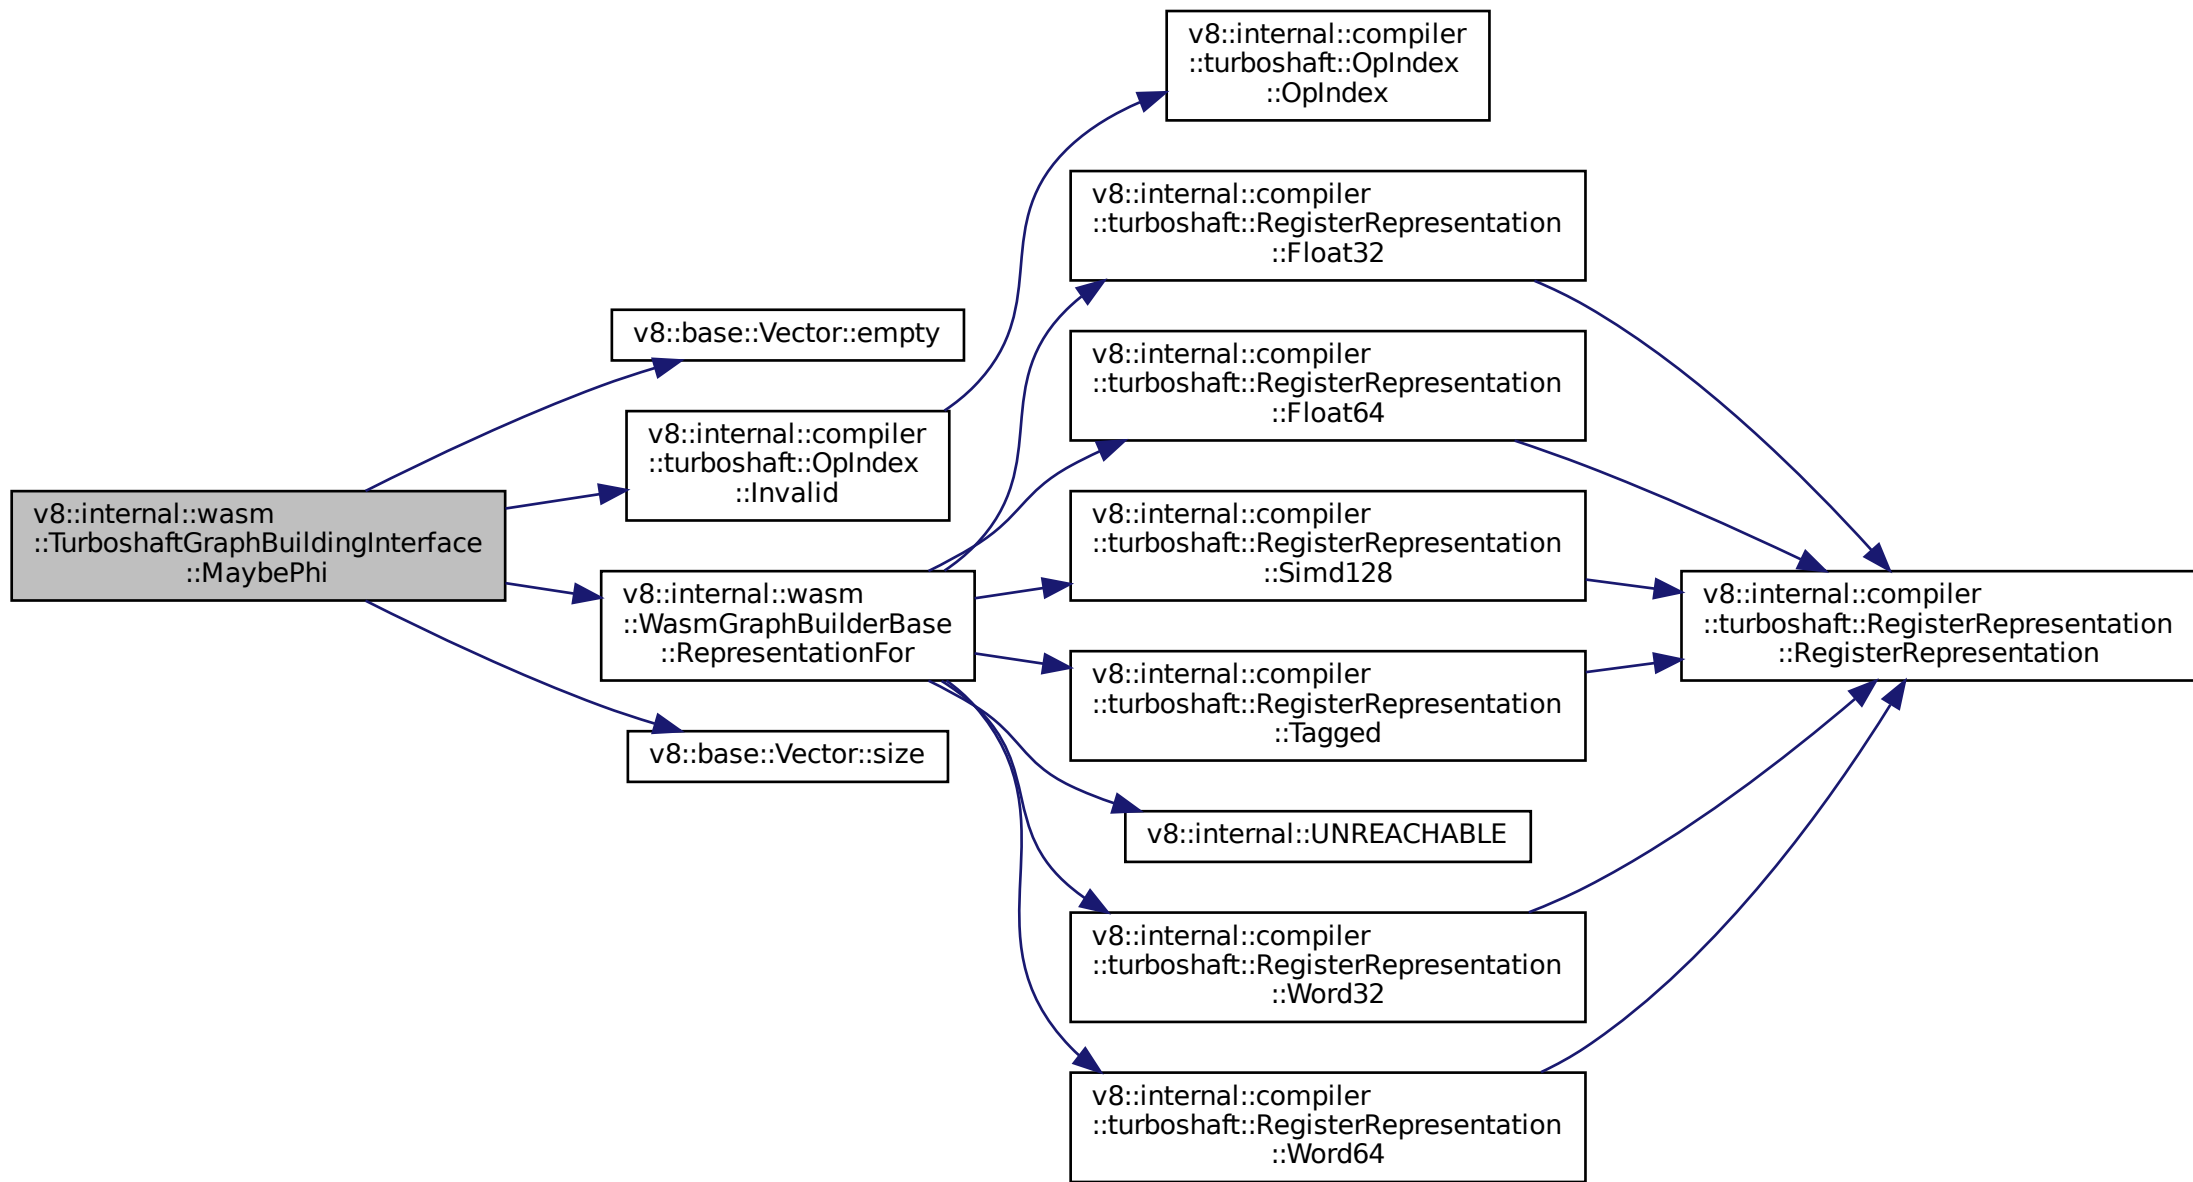 v8::internal::compiler
::turboshaft::OpIndex
::OpIndex
v8::internal::compiler
::turboshaft::RegisterRepresentation
::Float32
v8::base::Vector::empty
v8::internal::compiler
::turboshaft::RegisterRepresentation
::Float64
v8::internal::compiler
::turboshaft::OpIndex
::Invalid
v8::internal::wasm
::TurboshaftGraphBuildingInterface
::MaybePhi
v8::internal::compiler
::turboshaft::RegisterRepresentation
::Simd128
v8::internal::wasm
::WasmGraphBuilderBase
::RepresentationFor
v8::internal::compiler
::turboshaft::RegisterRepresentation
::RegisterRepresentation
v8::internal::compiler
::turboshaft::RegisterRepresentation
::Tagged
v8::base::Vector::size
v8::internal::UNREACHABLE
v8::internal::compiler
::turboshaft::RegisterRepresentation
::Word32
v8::internal::compiler
::turboshaft::RegisterRepresentation
::Word64